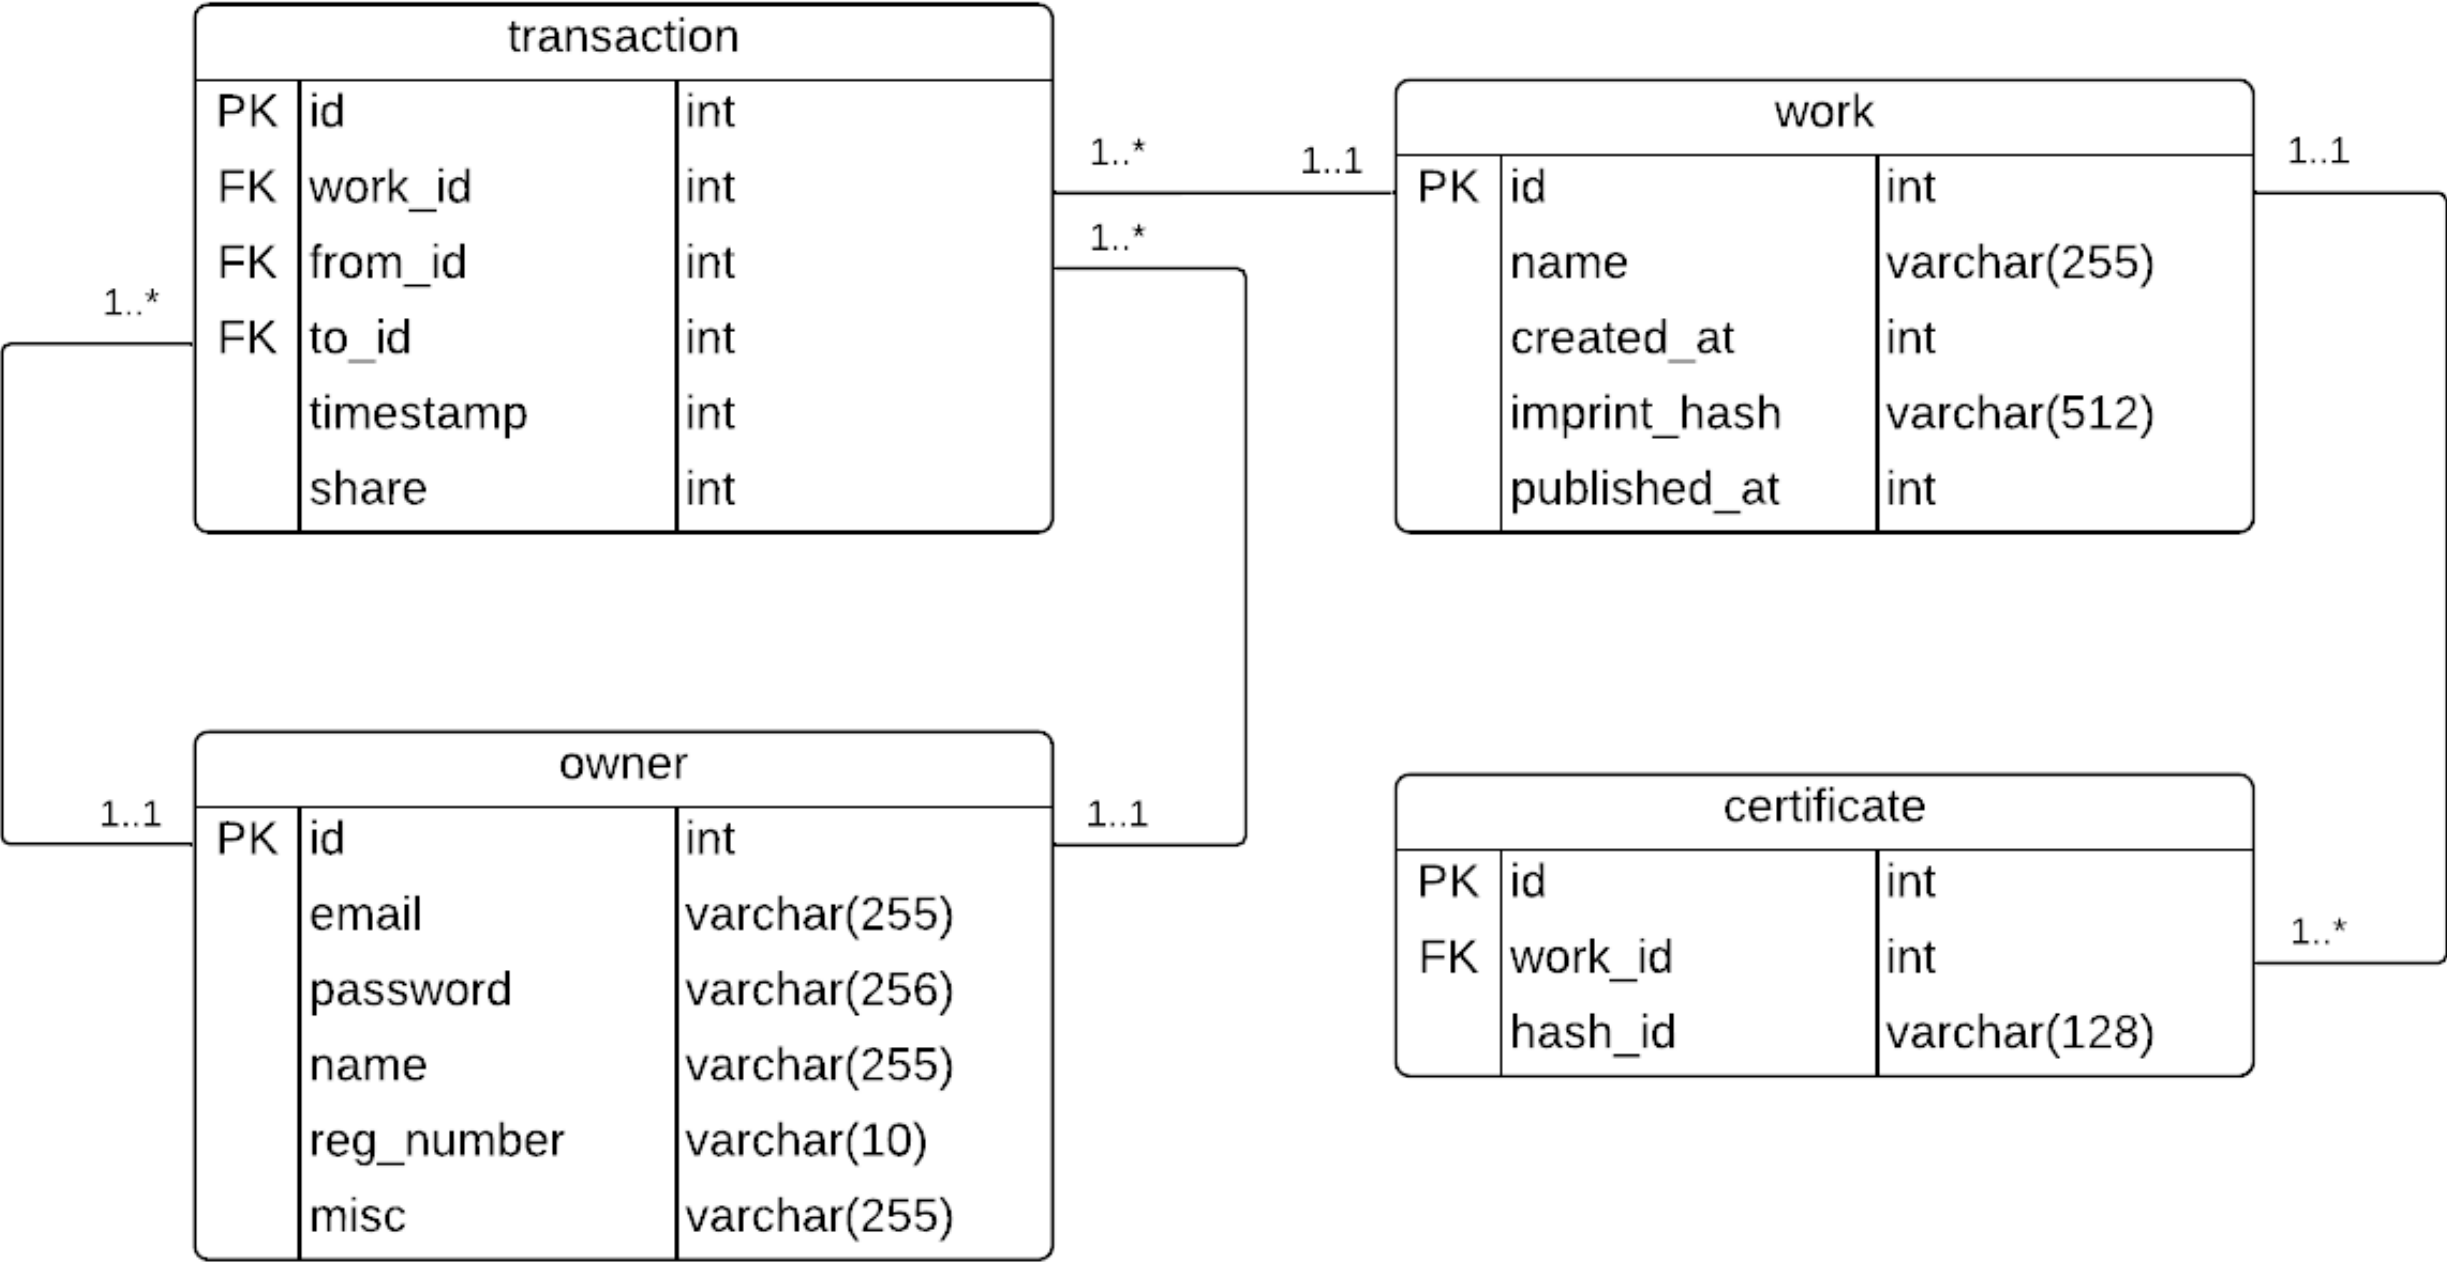 transaction
PK id int
FK work_id int
FK from_id int
FK to_id int
timestamp int
share int
1..*
1..1
1..*
1..*
work
PK id int
name varchar(255)
created_at int
imprint_hash varchar(512)
published_at int
1..1
owner
PK id int
email varchar(255)
password varchar(256)
name varchar(255)
reg_number varchar(10)
misc varchar(255)
1..1
1..1
certificate
PK id int
FK work_id int
hash_id varchar(128)
1..*